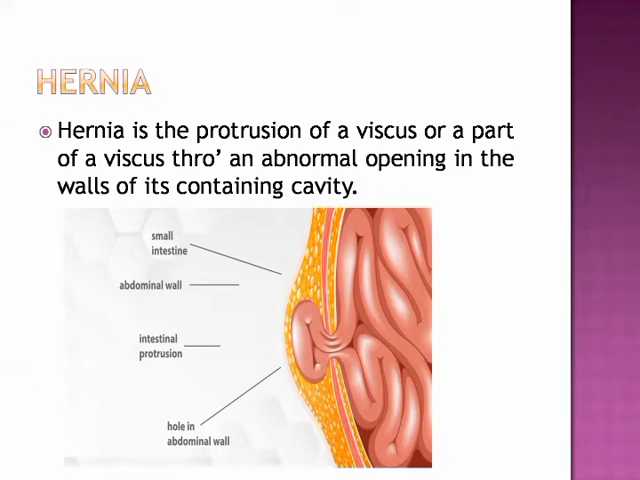 HERNIA
Hernia is the protrusion of a viscus or a part
of a viscus thro’ an abnormal opening in the
walls of its containing cavity.
small
intestine
abdominal wall
intestinal
protrusion
hole in
abdominal wall